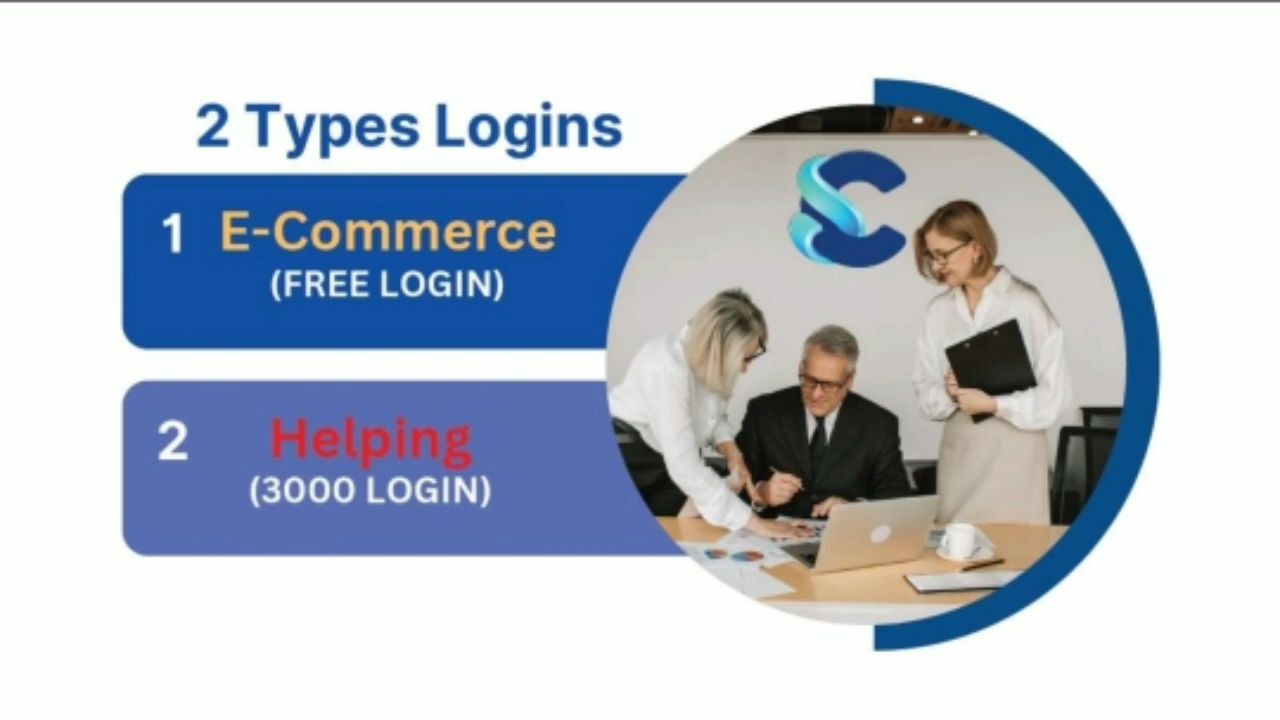 2 Types Logins
1 E-Commerce
(FREE LOGIN)
2 Helping
(3000 LOGIN)